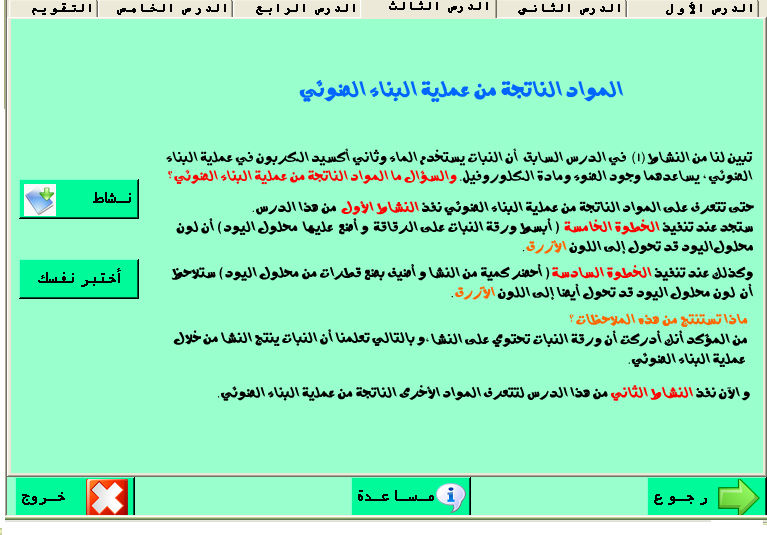 الدرس الأول
الدرس الثاني
الدرس الثالث
الدرس الرابع
الدرس الخامس
التقويم
المواد الناتجة من عملية البناء الضوئي
تبين لنا من النشاط (١) في الدرس السابق أن النبات يستخدم الماء وثاني أكسيد الكربون في عملية البناء
الضوئي، يساعدهما وجود الضوء ومادة الكلوروفيل. والسؤال ما المواد الناتجة من عملية البناء الضوئي؟
حتى تتعرف على المواد الناتجة من عملية البناء الضوئي نفذ النشاط الأول من هذا الدرس.
ستجد عند تنفيذ الخطوة الخامسة ( أبسط ورقة النبات على الرقاقة و أضع عليها محلول اليود) أن لون
محلول اليود قد تحول إلى اللون الأزرق.
وكذلك عند تنفيذ الخطوة السادسة ( أحضر كمية من النشا و أضيف بضع قطرات من محلول اليود) ستلاحظ
أن لون محلول اليود قد تحول أيضا إلى اللون الأزرق.
ماذا تستنتج من هذه الملاحظات؟
من المؤكد أنك أدركت أن ورقة النبات تحتوي على النشا، و بالتالي تعلمنا أن النبات ينتج النشا من خلال
عملية البناء الضوئي.
و الآن نفذ النشاط الثاني من هذا الدرس لتتعرف المواد الأخرى الناتجة من عملية البناء الضوئي.
نشاط
أختبر نفسك
رجوع
مساعدة
خروج